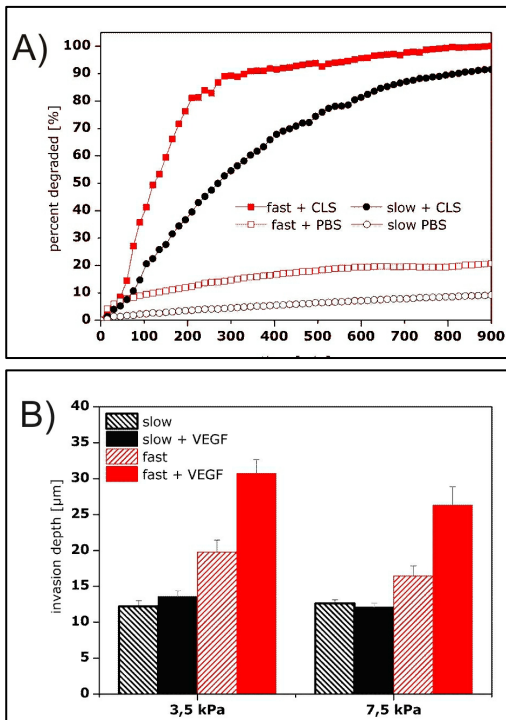 A)
percent degraded [%]
100
90
80
70
60
50
40
30
20
10
0
fast + CLS
slow + CLS
fast + PBS
slow PBS
0 100 200 300 400 500 600 700 800 900
B)
invasion depth [µm]
40
35
30
25
20
15
10
5
0
slow
slow + VEGF
fast
fast + VEGF
3,5 kPa
7,5 kPa